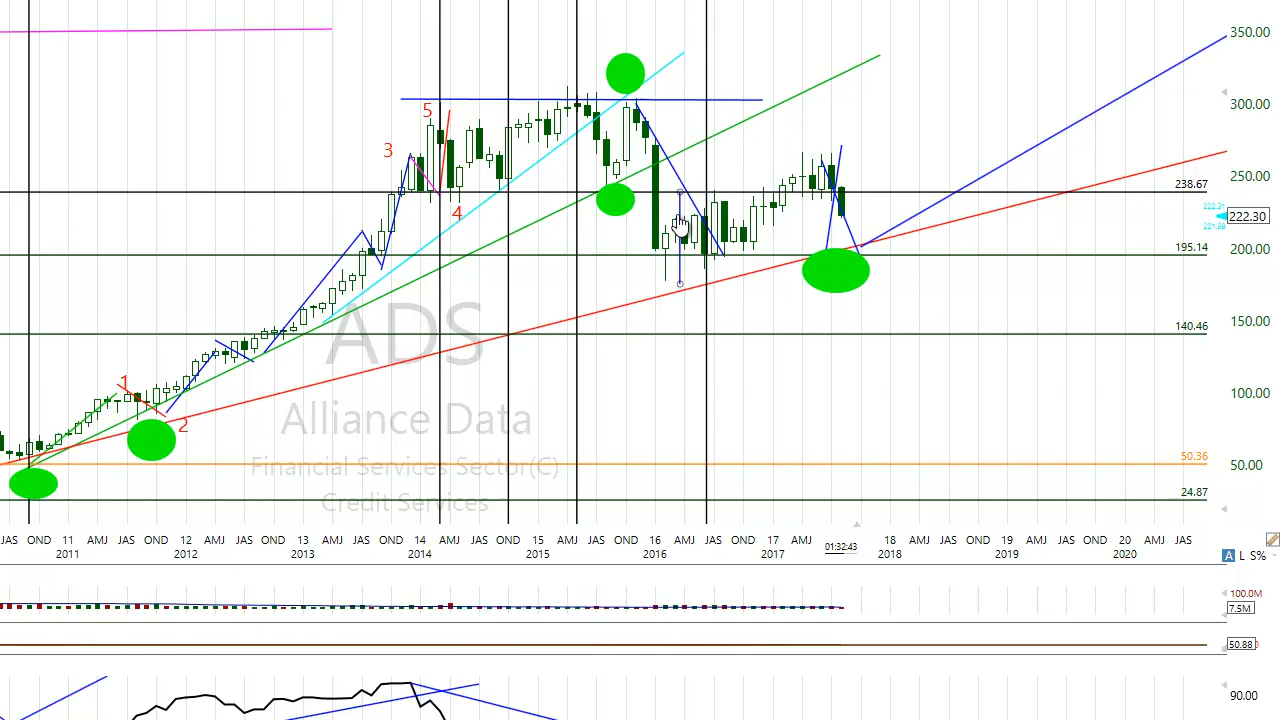 350.00
5
300.00
3
250.00
238.67
4
222.31
222.30
221.98
195.14
200.00
150.00
140.46
ADS
1
100.00
Alliance Data
2
Financial Services Sector(C)
50.36
50.00
24.87
Credit Services
JAS OND 11 AMJ JAS OND 12 AMJ JAS OND 13 AMJ JAS OND 14 AMJ JAS OND 15 AMJ JAS OND 16 AMJ JAS OND 17 AMJ 01:32:43 18 AMJ JAS OND 19 AMJ JAS OND 20 AMJ JAS
2011 2012 2013 2014 2015 2016 2017 2018 2019 2020
A L S%
100.0M
7.5M
50.88
90.00